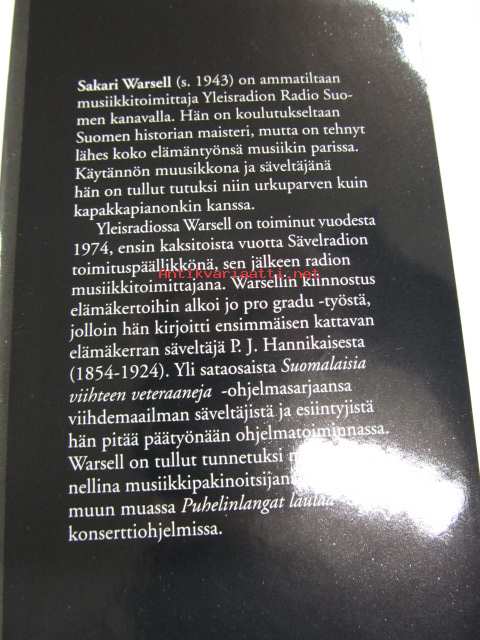 Sakari Warsell (s. 1943) on ammatiltaan
musiikkitoimittaja Yleisradion Radio Suo-
men kanavalla. Hän on koulutukseltaan
Suomen historian maisteri, mutta on tehnyt
lähes koko elämäntyönsä musiikin parissa.
Käytännön muusikkona ja säveltäjänä
hän on tullut tutuksi niin urkuparven kuin
kapakkapianonkin kanssa.
Yleisradiossa Warsell on toiminut vuodesta
1974, ensin kaksitoista vuotta Sävelradion
toimituspäällikkönä, sen jälkeen radion
Antikvariaatti.net
musiikkitoimittajana. Warsellin kiinnostus
elämäkertoihin alkoi jo pro gradu -työstä,
jolloin hän kirjoitti ensimmäisen kattavan
elämäkerran säveltäjä P. J. Hannikaisesta
(1854-1924). Yli sataosaista Suomalaisia
viihteen veteraaneja -ohjelmasarjaansa
viihdemaailman säveltäjistä ja esiintyjistä
hän pitää päätyönään ohjelmatoiminnassa.
Warsell on tullut tunnetuksi
nellina musiikkipakinoitsijan
muun muassa Puhelinlangat laulaa
konserttiohjelmissa.